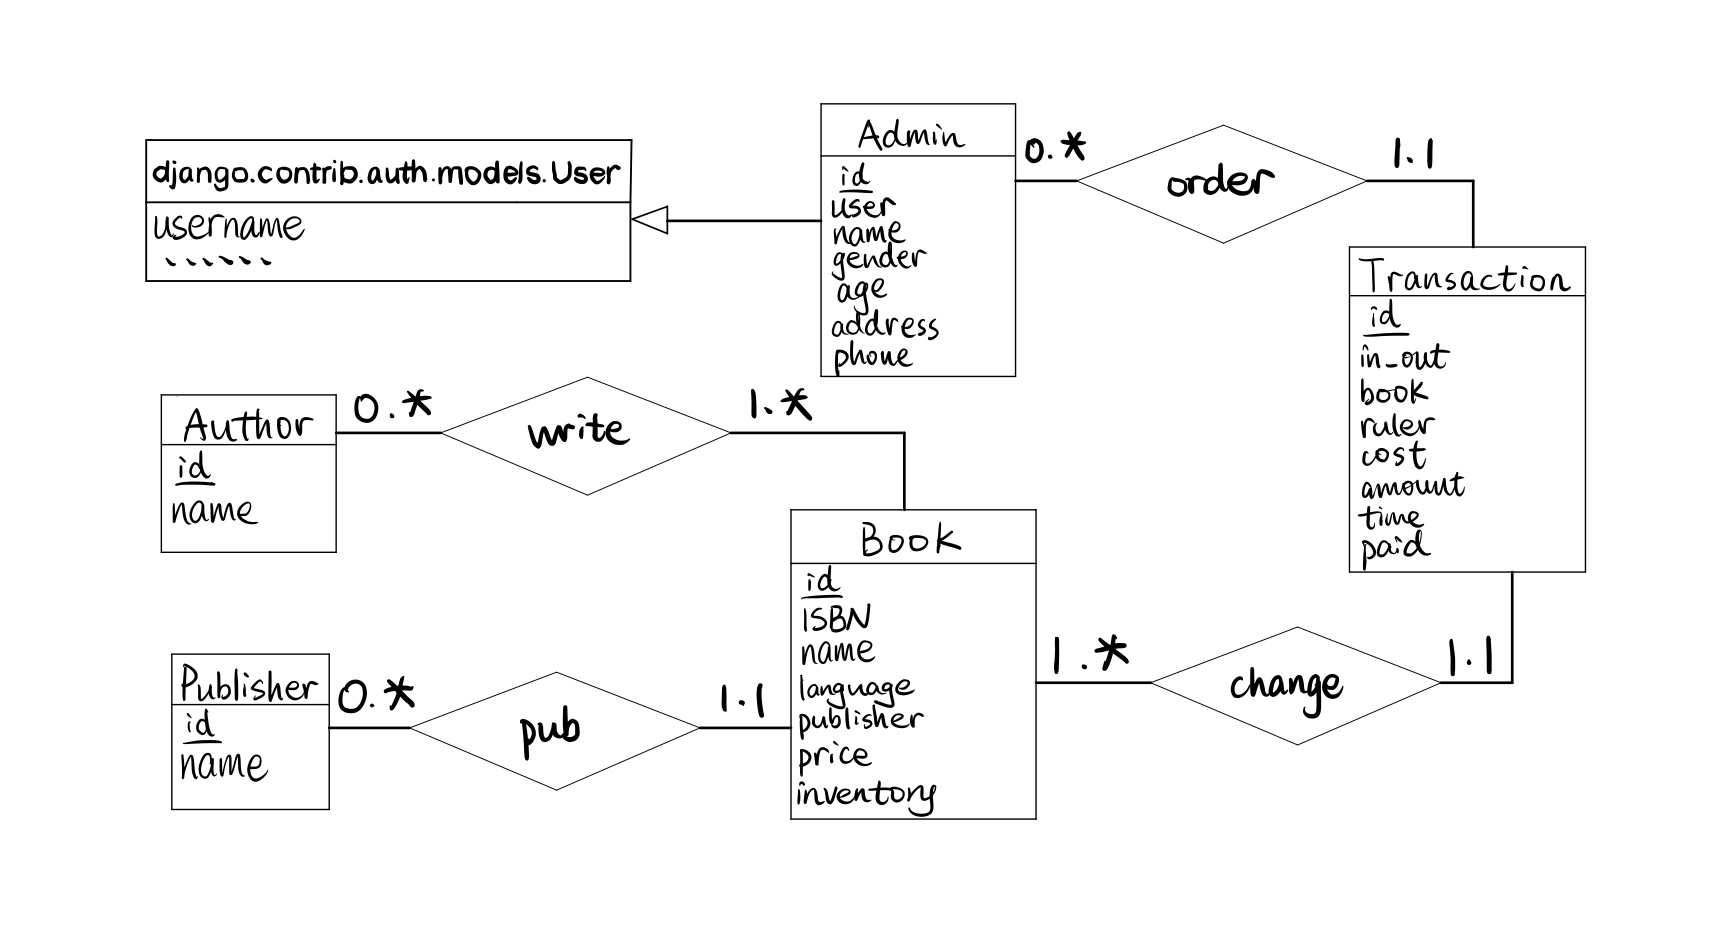 django.contrib.auth.models.User
username
、、、、、、
Admin
id
user
name
gender
age
address
phone
0.*
order
1.1
Transaction
id
in_out
book
ruler
cost
amount
time
paid
Author
id
name
0.*
write
1.*
Book
id
ISBN
name
language
publisher
price
inventory
Publisher
id
name
0.*
pub
1.1
1.*
change
1.1